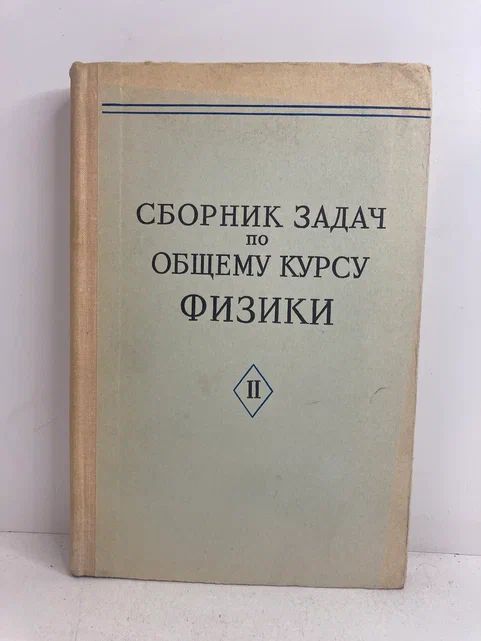 СБОРНИК ЗАДАЧ
ПО
ОБЩЕМУ КУРСУ
ФИЗИКИ
II